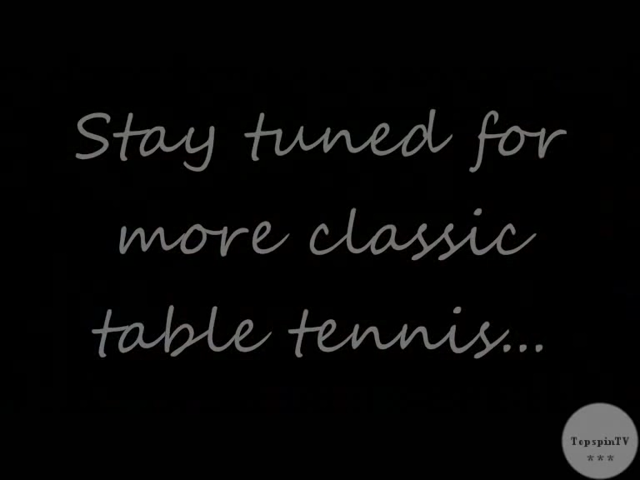 Stay tuned for
more classic
table tennis...
TopspinTV
***